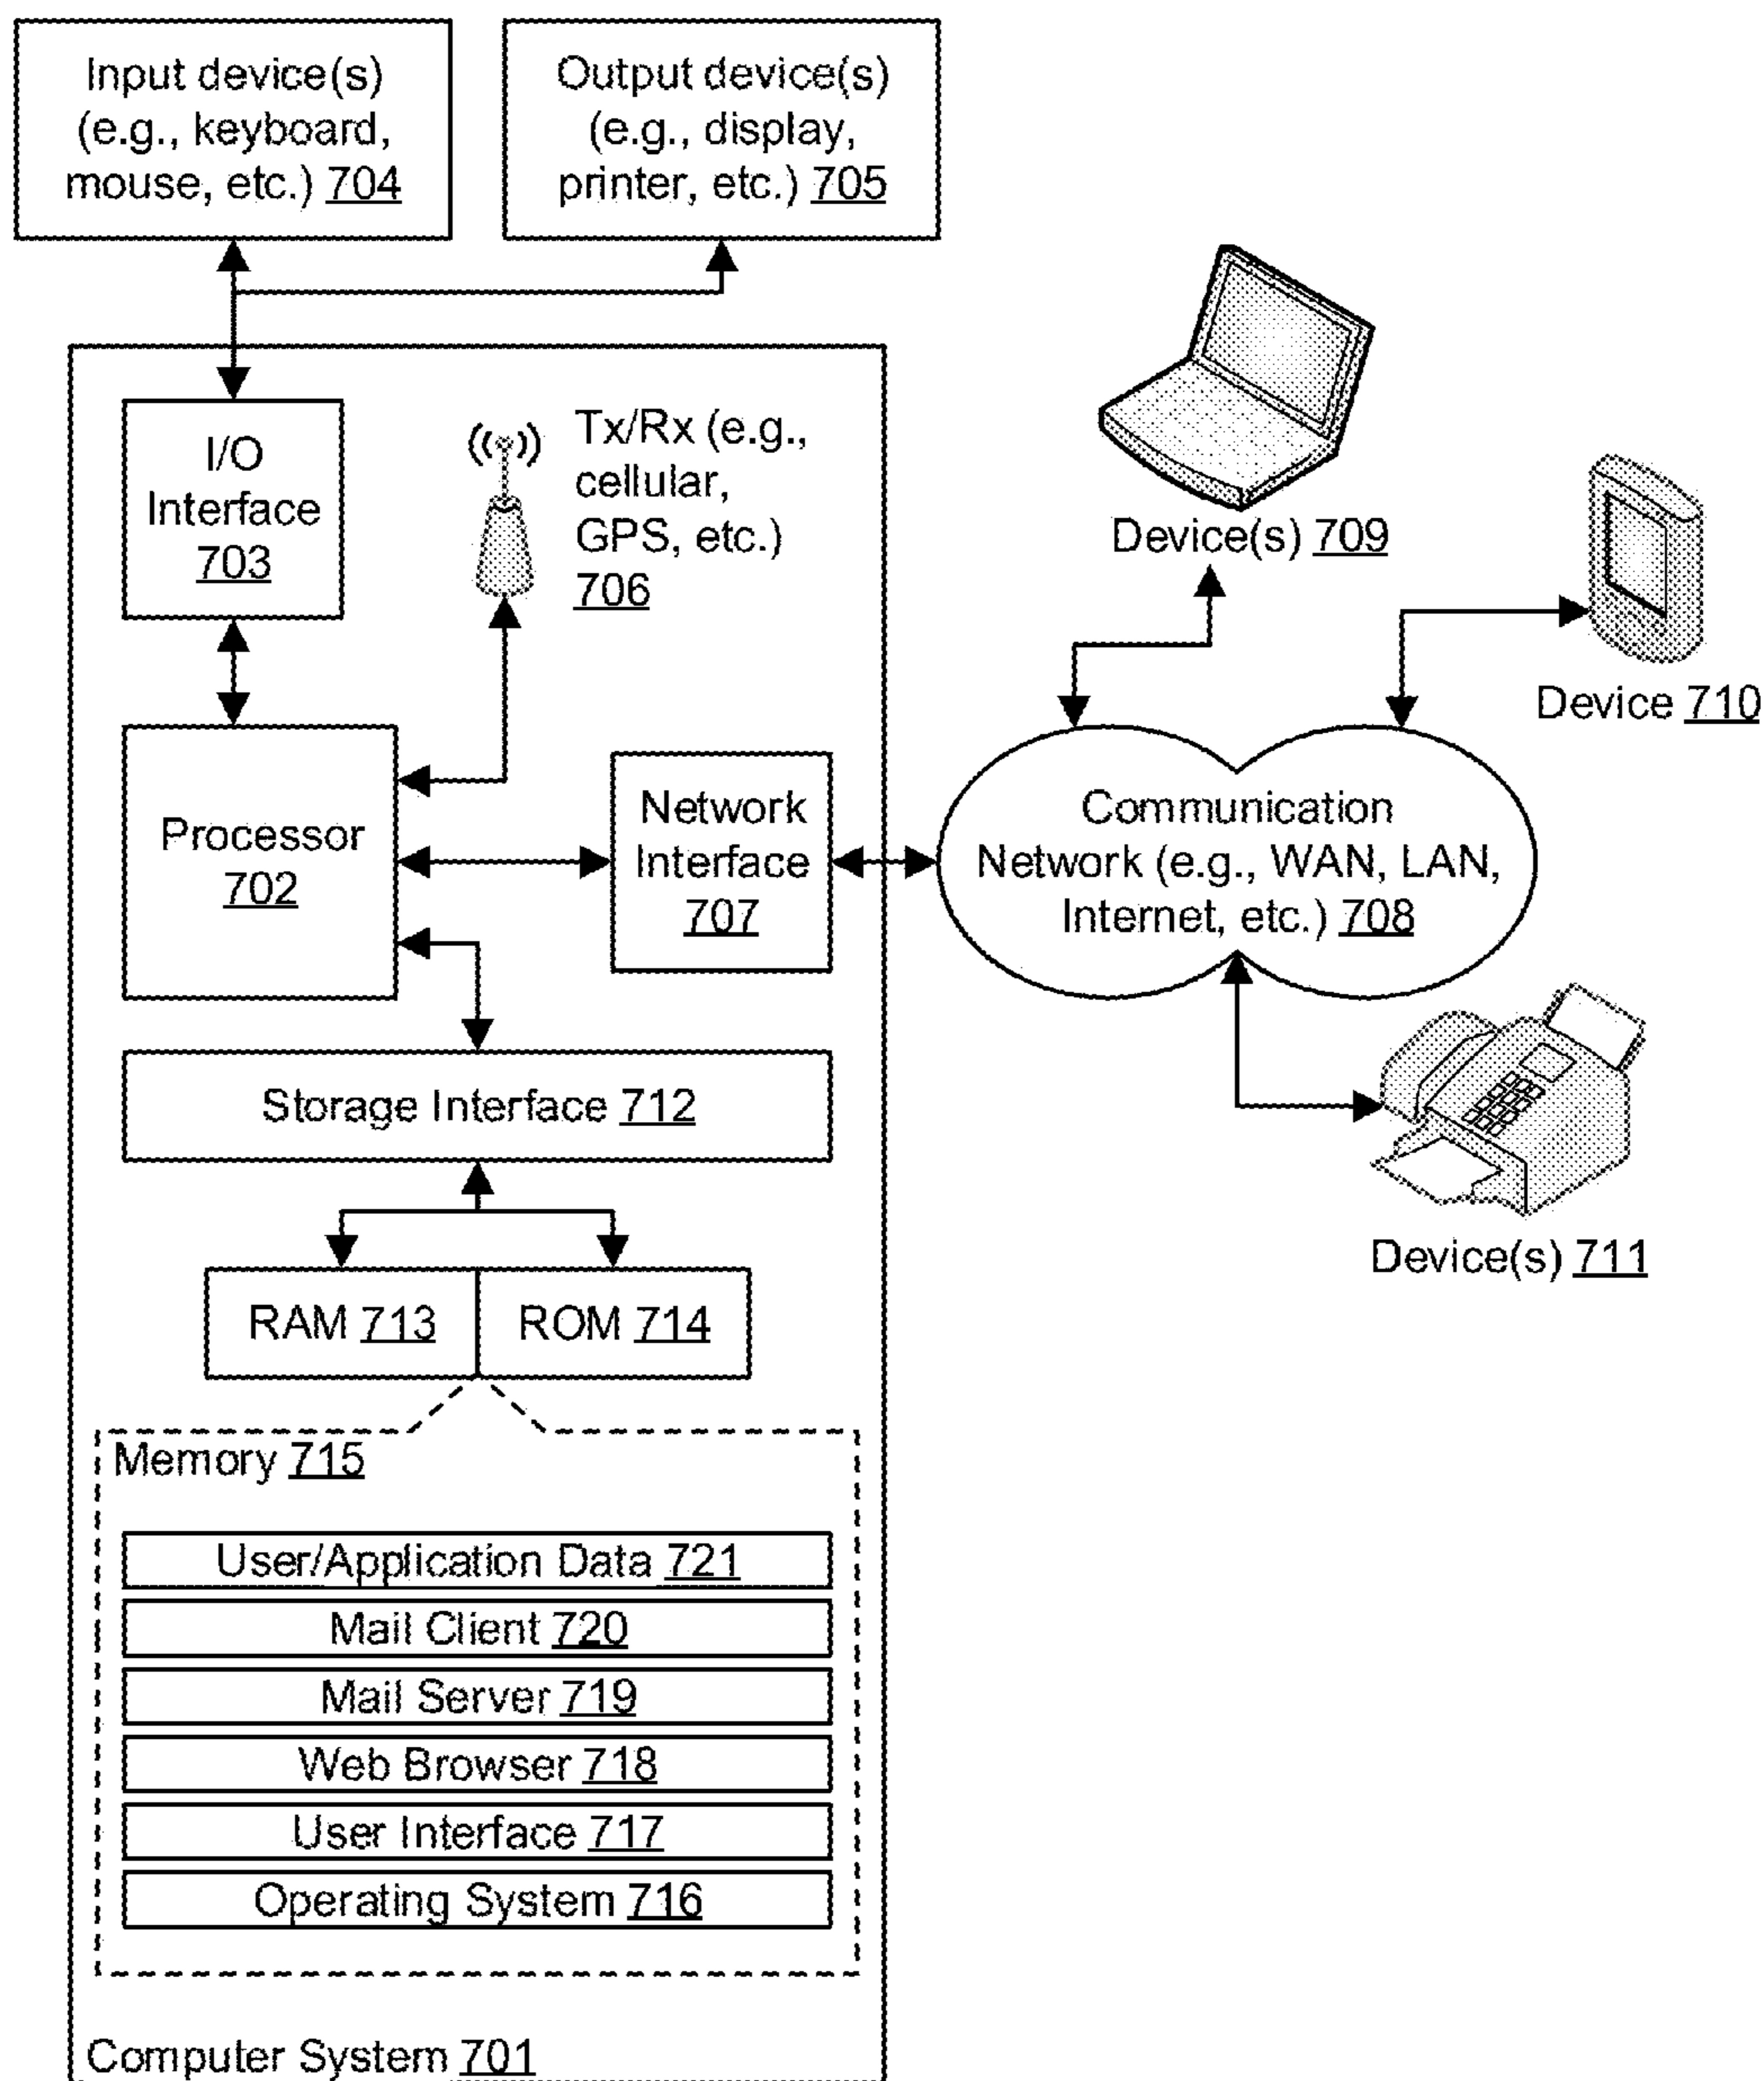 Input device(s)
(e.g., keyboard,
mouse, etc.) 704
Output device(s)
(e.g., display,
printer, etc.) 705
I/O
Interface
703
Tx/Rx (e.g.,
cellular,
GPS, etc.)
706
Device(s) 709
Device 710
Processor
702
Network
Interface
707
Communication
Network (e.g., WAN, LAN,
Internet, etc.) 708
Storage Interface 712
Device(s) 711
RAM 713
ROM 714
Memory 715
User/Application Data 721
Mail Client 720
Mail Server 719
Web Browser 718
User Interface 717
Operating System 716
Computer System 701